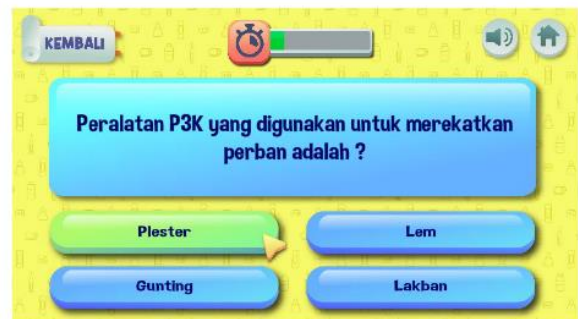 KEMBALI
Peralatan P3K yang digunakan untuk merekatkan
perban adalah ?
Plester
Lem
Gunting
Lakban